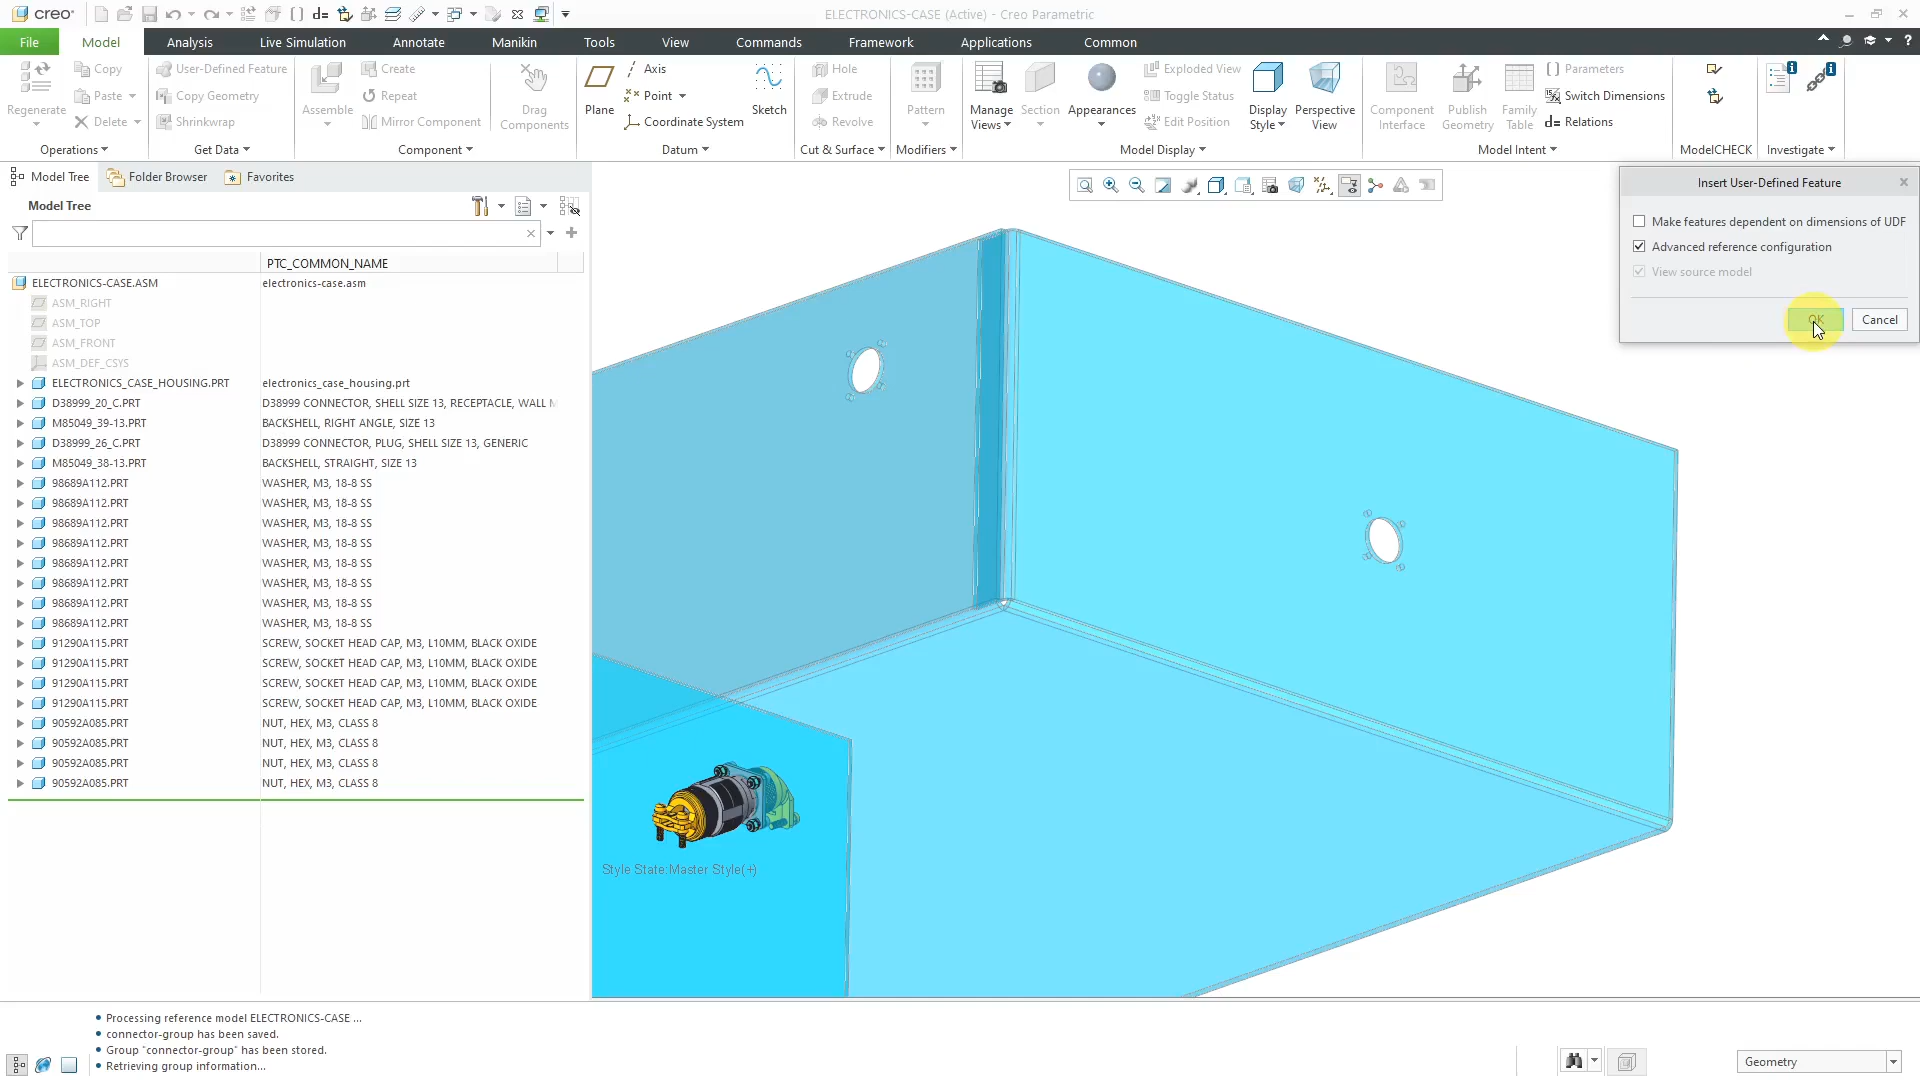 creo
d=
ELECTRONICS-CASE (Active) - Creo Parametric
File
Model
Analysis
Live Simulation
Annotate
Manikin
Tools
View
Commands
Framework
Applications
Common
?
Regenerate
Copy
Paste
Delete
Operations
User-Defined Feature
Copy Geometry
Shrinkwrap
Get Data
Assemble
Create
Repeat
Mirror Component
Component
Drag
Components
Plane
Axis
Point
Coordinate System
Sketch
Datum
Hole
Extrude
Revolve
Cut & Surface
Pattern
Modifiers
Manage
Views
Section
Appearances
Exploded View
Toggle Status
Edit Position
Display
Style
Perspective
View
Model Display
Component
Interface
Publish
Geometry
Family
Table
Parameters
Switch Dimensions
d= Relations
Model Intent
ModelCHECK
Investigate
Model Tree
Folder Browser
Favorites
Model Tree
PTC_COMMON_NAME
ELECTRONICS-CASE.ASM electronics-case.asm
ASM_RIGHT
ASM_TOP
ASM_FRONT
ASM_DEF_CSYS
ELECTRONICS_CASE_HOUSING.PRT electronics_case_housing.prt
D38999_20_C.PRT D38999 CONNECTOR, SHELL SIZE 13, RECEPTACLE, WALL M
M85049_39-13.PRT BACKSHELL, RIGHT ANGLE, SIZE 13
D38999_26_C.PRT D38999 CONNECTOR, PLUG, SHELL SIZE 13, GENERIC
M85049_38-13.PRT BACKSHELL, STRAIGHT, SIZE 13
98689A112.PRT WASHER, M3, 18-8 SS
98689A112.PRT WASHER, M3, 18-8 SS
98689A112.PRT WASHER, M3, 18-8 SS
98689A112.PRT WASHER, M3, 18-8 SS
98689A112.PRT WASHER, M3, 18-8 SS
98689A112.PRT WASHER, M3, 18-8 SS
98689A112.PRT WASHER, M3, 18-8 SS
98689A112.PRT WASHER, M3, 18-8 SS
91290A115.PRT SCREW, SOCKET HEAD CAP, M3, L10MM, BLACK OXIDE
91290A115.PRT SCREW, SOCKET HEAD CAP, M3, L10MM, BLACK OXIDE
91290A115.PRT SCREW, SOCKET HEAD CAP, M3, L10MM, BLACK OXIDE
91290A115.PRT SCREW, SOCKET HEAD CAP, M3, L10MM, BLACK OXIDE
90592A085.PRT NUT, HEX, M3, CLASS 8
90592A085.PRT NUT, HEX, M3, CLASS 8
90592A085.PRT NUT, HEX, M3, CLASS 8
90592A085.PRT NUT, HEX, M3, CLASS 8
Style State:Master Style(+)
Insert User-Defined Feature
Make features dependent on dimensions of UDF
Advanced reference configuration
View source model
OK
Cancel
• Processing reference model ELECTRONICS-CASE ...
• connector-group has been saved.
• Group "connector-group" has been stored.
• Retrieving group information...
Geometry